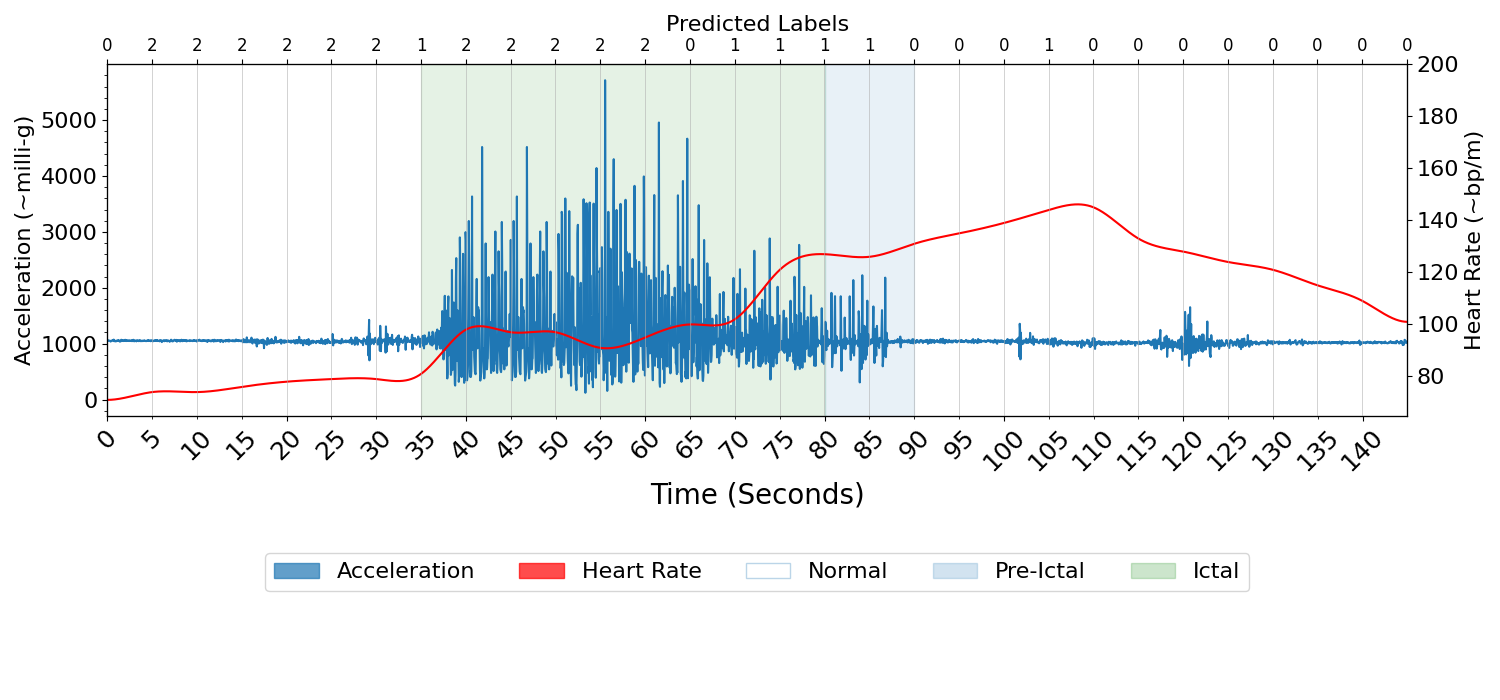 Predicted Labels
0 2 2 2 2 2 2 1 2 2 2 2 2 0 1 1 1 1 0 0 0 1 0 0 0 0 0 0 0 0
Acceleration (~milli-g)
5000
4000
3000
2000
1000
0
200
180
160
140
120
100
80
Heart Rate (~bp/m)
0 5 10 15 20 25 30 35 40 45 50 55 60 65 70 75 80 85 90 95 100 105 110 115 120 125 130 135 140
Time (Seconds)
Acceleration Heart Rate Normal Pre-Ictal Ictal